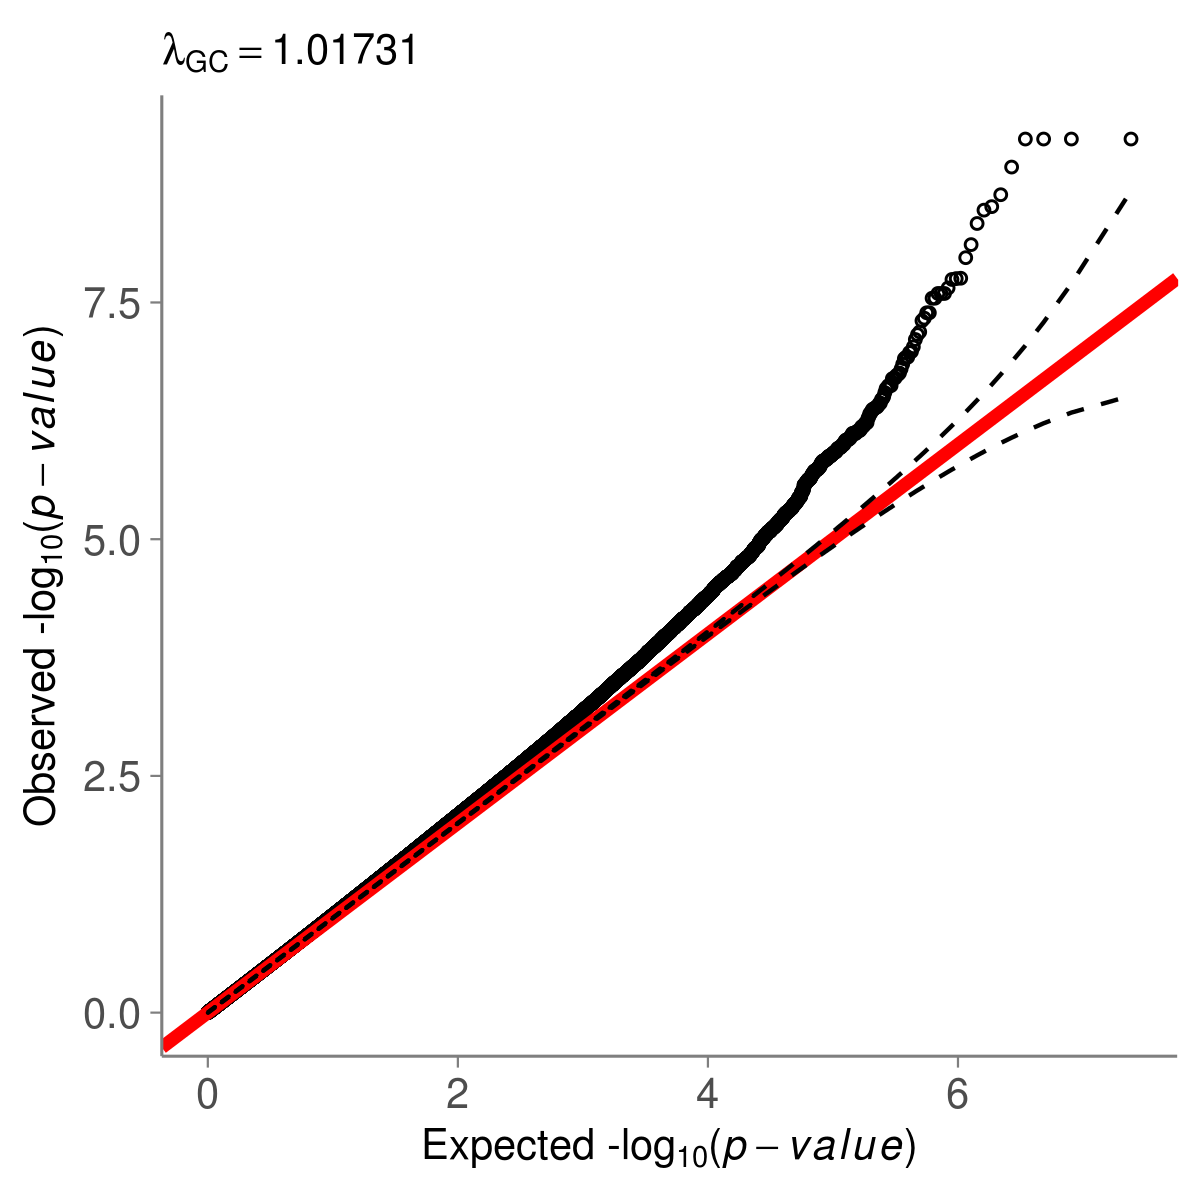 λGC = 1.01731
Observed -log10(p − value)
7.5
5.0
2.5
0.0
0 2 4 6
Expected -log10(p − value)